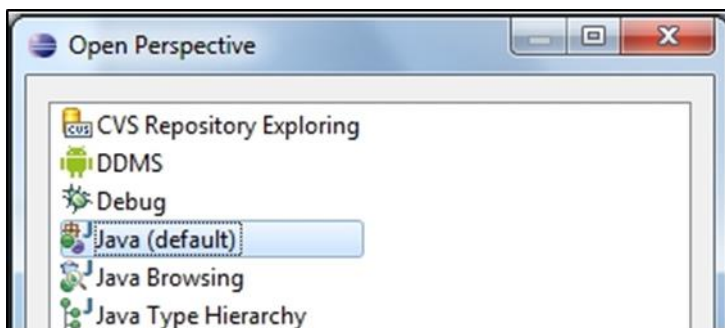 Open Perspective
CVS Repository Exploring
DDMS
Debug
Java (default)
Java Browsing
Java Type Hierarchy